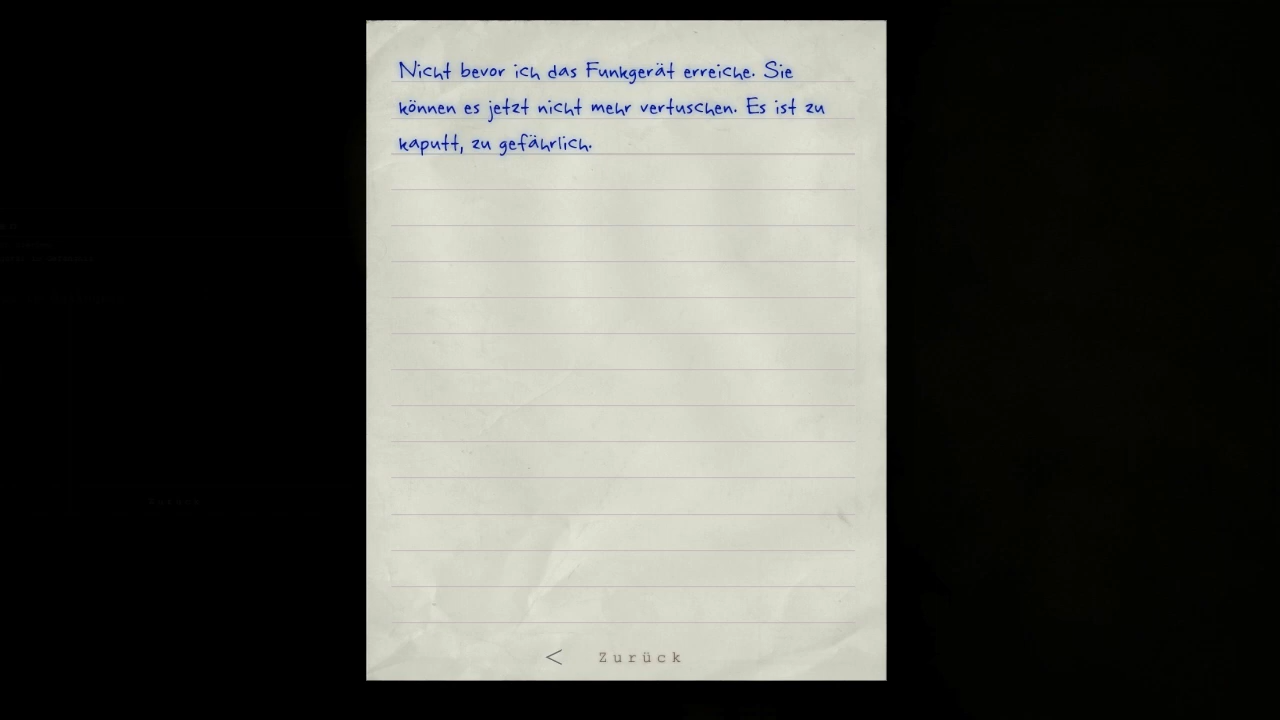 Nicht bevor ich das Funkgerät erreiche. Sie
können es jetzt nicht mehr vertuschen. Es ist zu
kaputt, zu gefährlich.
< Zurück